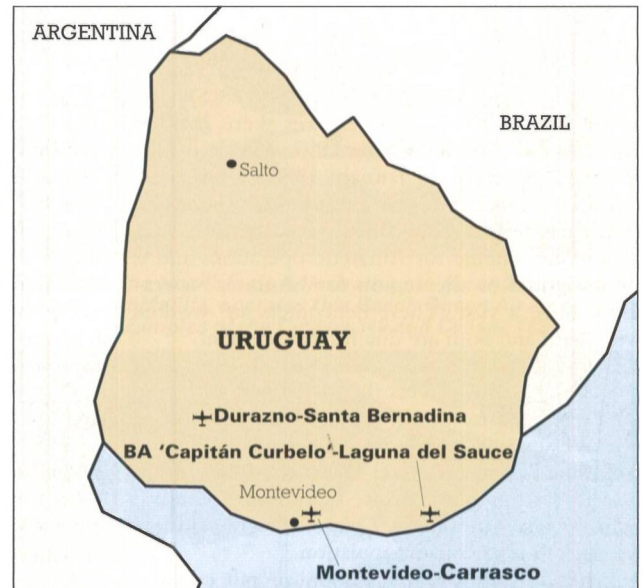 ARGENTINA
BRAZIL
Salto
URUGUAY
Durazno-Santa Bernadina
BA ‘Capitán Curbelo’-Laguna del Sauce
Montevideo
Montevideo-Carrasco